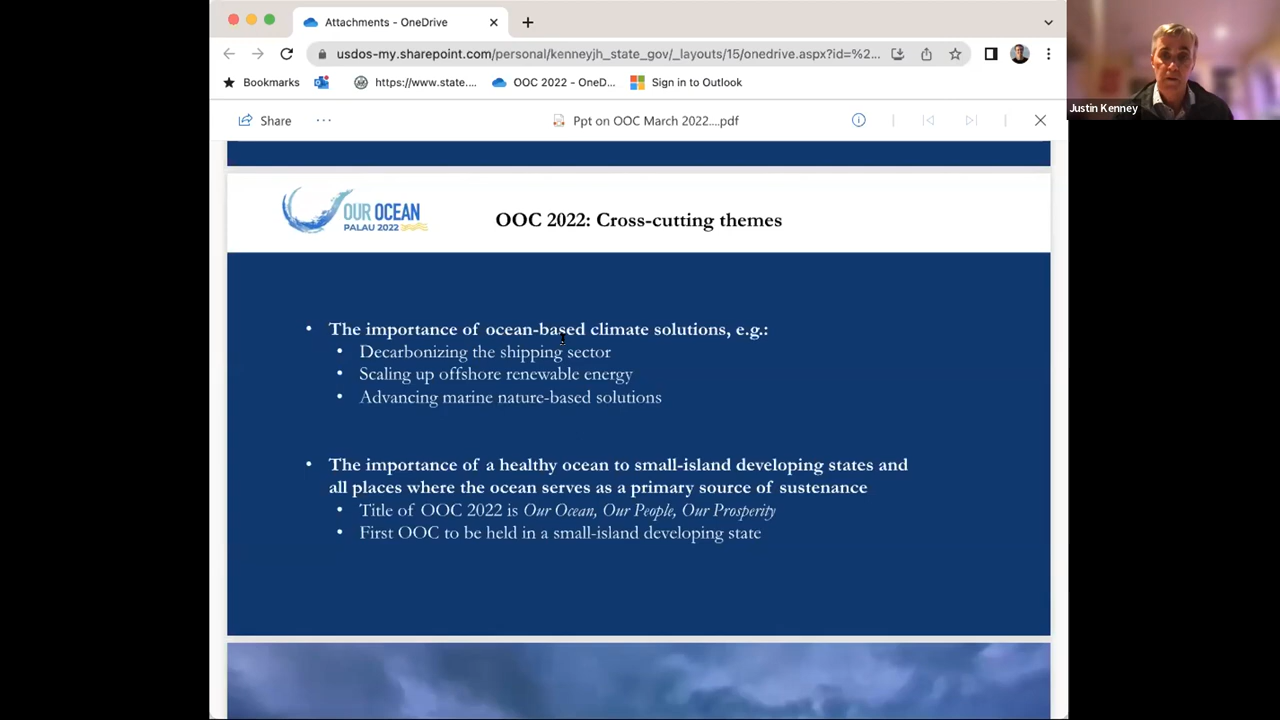 Attachments - OneDrive
usdos-my.sharepoint.com/personal/kenneyjh_state_gov/_layouts/15/onedrive.aspx?id=%2...
Bookmarks
https://www.state....
OOC 2022 - OneD...
Sign in to Outlook
Share
Ppt on OOC March 2022....pdf
Justin Kenney
OUR OCEAN
PALAU 2022
OOC 2022: Cross-cutting themes
• The importance of ocean-based climate solutions, e.g.:
• Decarbonizing the shipping sector
• Scaling up offshore renewable energy
• Advancing marine nature-based solutions
• The importance of a healthy ocean to small-island developing states and
all places where the ocean serves as a primary source of sustenance
• Title of OOC 2022 is Our Ocean, Our People, Our Prosperity
• First OOC to be held in a small-island developing state